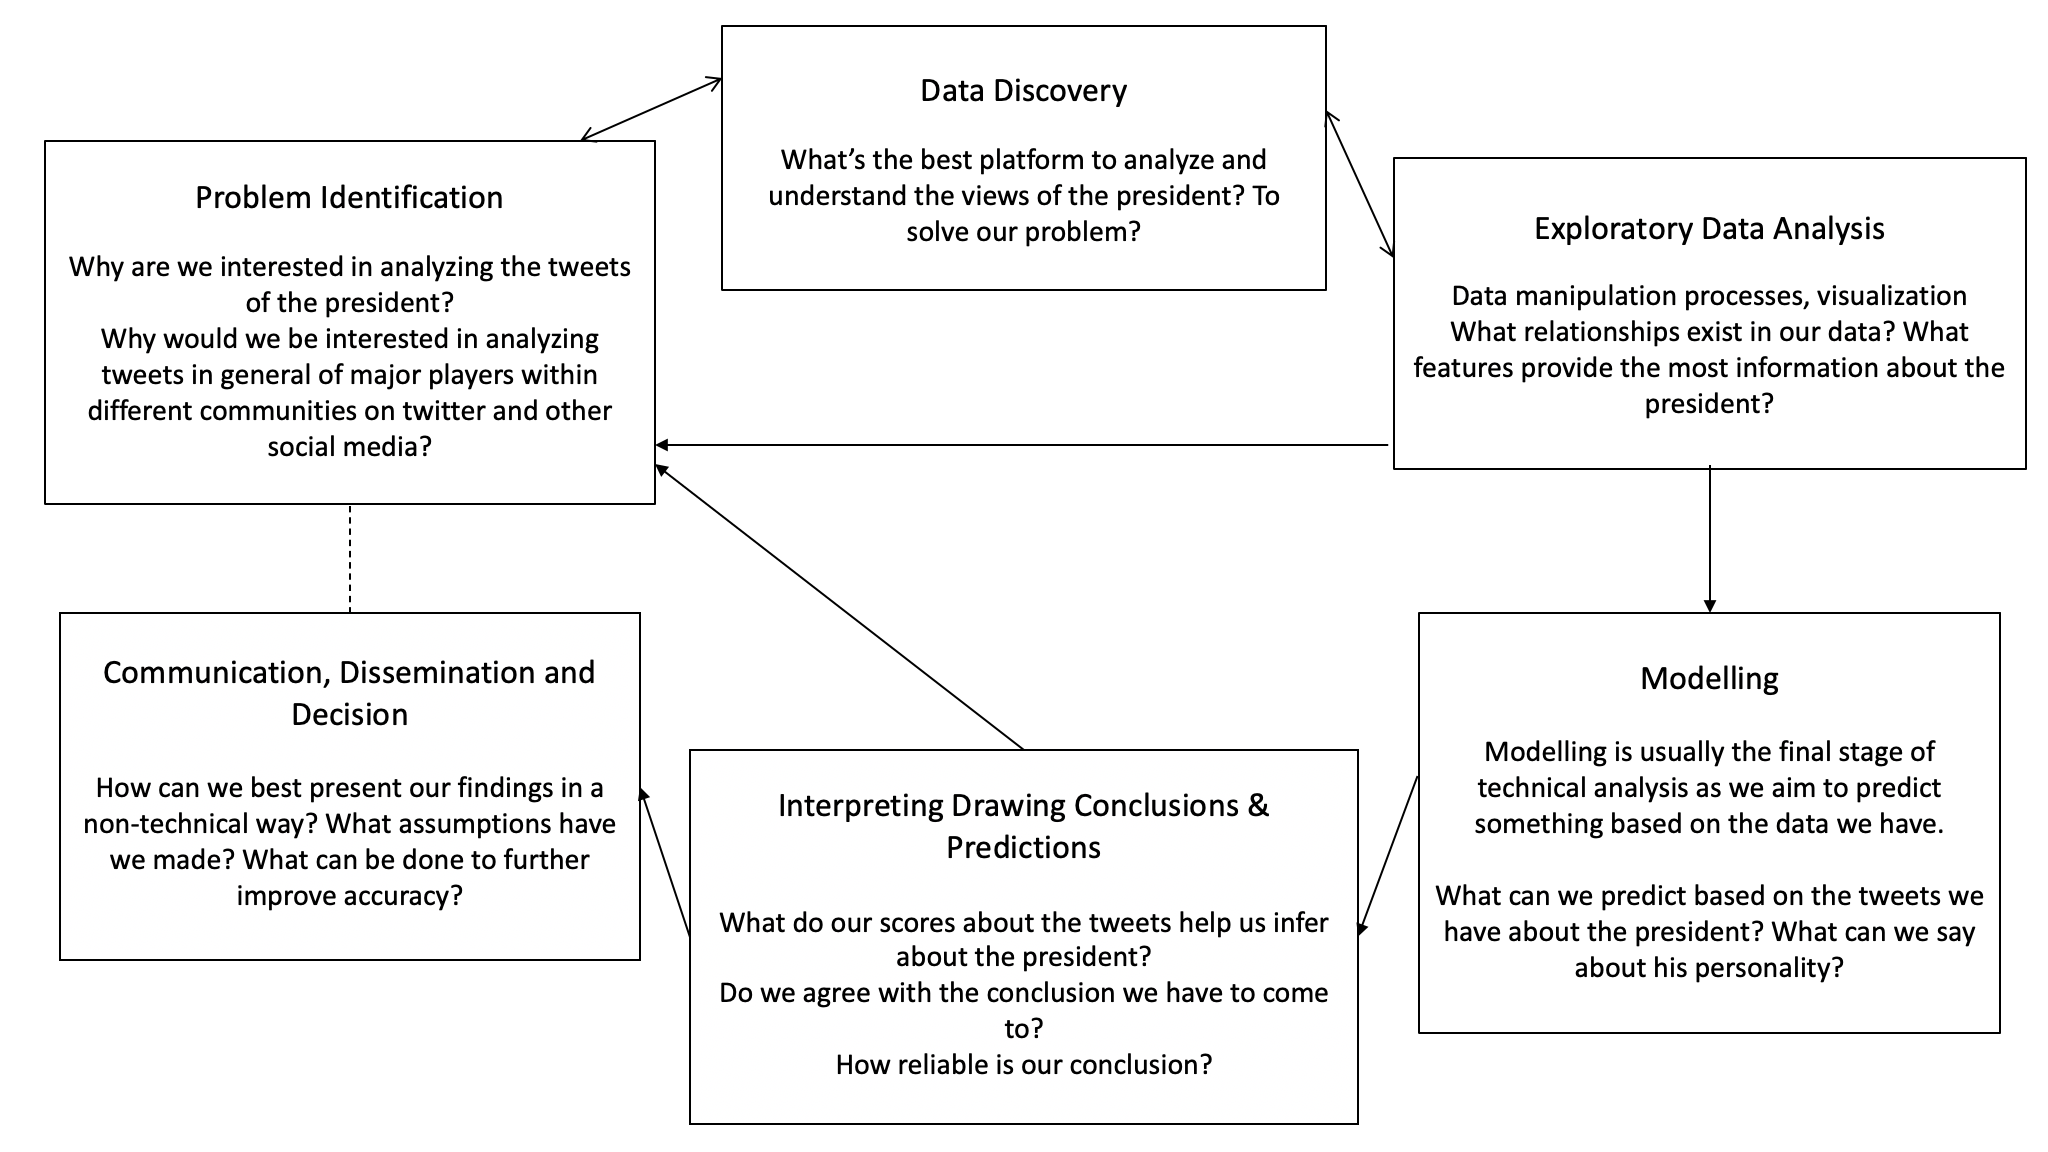 Data Discovery
What’s the best platform to analyze and
understand the views of the president? To
solve our problem?
Problem Identification
Why are we interested in analyzing the tweets
of the president?
Why would we be interested in analyzing
tweets in general of major players within
different communities on twitter and other
social media?
Exploratory Data Analysis
Data manipulation processes, visualization
What relationships exist in our data? What
features provide the most information about the
president?
Communication, Dissemination and
Decision
How can we best present our findings in a
non-technical way? What assumptions have
we made? What can be done to further
improve accuracy?
Interpreting Drawing Conclusions &
Predictions
What do our scores about the tweets help us infer
about the president?
Do we agree with the conclusion we have to come
to?
How reliable is our conclusion?
Modelling
Modelling is usually the final stage of
technical analysis as we aim to predict
something based on the data we have.
What can we predict based on the tweets we
have about the president? What can we say
about his personality?